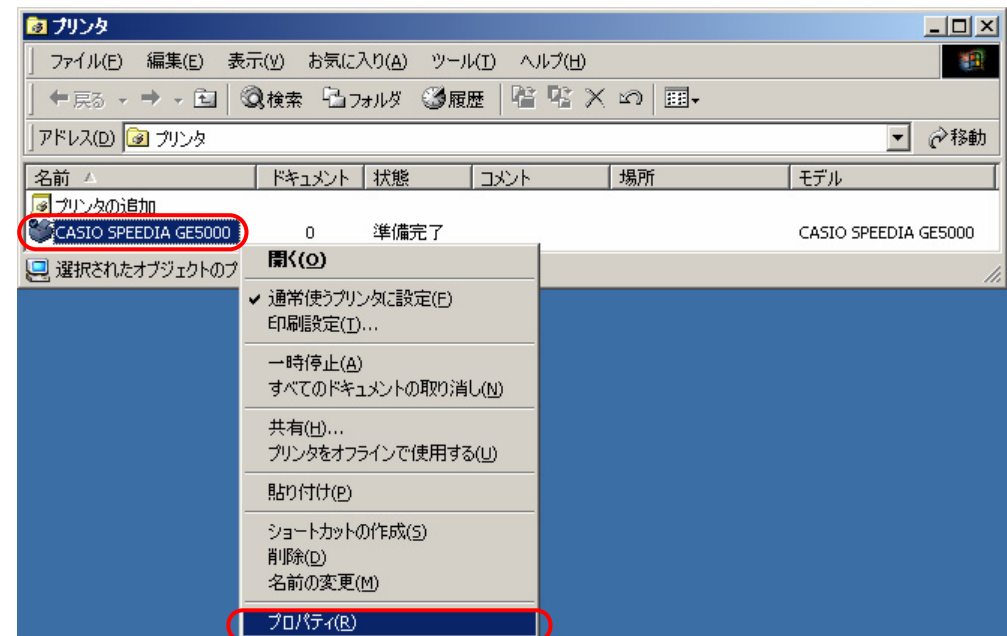 プリンタ
ファイル(F) 編集(E) 表示(V) お気に入り(A) ツール(T) ヘルプ(H)
戻る 検索 フォルダ 履歴
アドレス(D) プリンタ 移動
名前 ドキュメント 状態 コメント 場所 モデル
プリンタの追加
CASIO SPEEDIA GE5000 0 準備完了 CASIO SPEEDIA GE5000
選択されたオブジェクトのプ
開く(O)
通常使うプリンタに設定(F)
印刷設定(T)...
一時停止(A)
すべてのドキュメントの取り消し(N)
共有(H)...
プリンタをオフラインで使用する(U)
貼り付け(P)
ショートカットの作成(S)
削除(D)
名前の変更(M)
プロパティ(R)